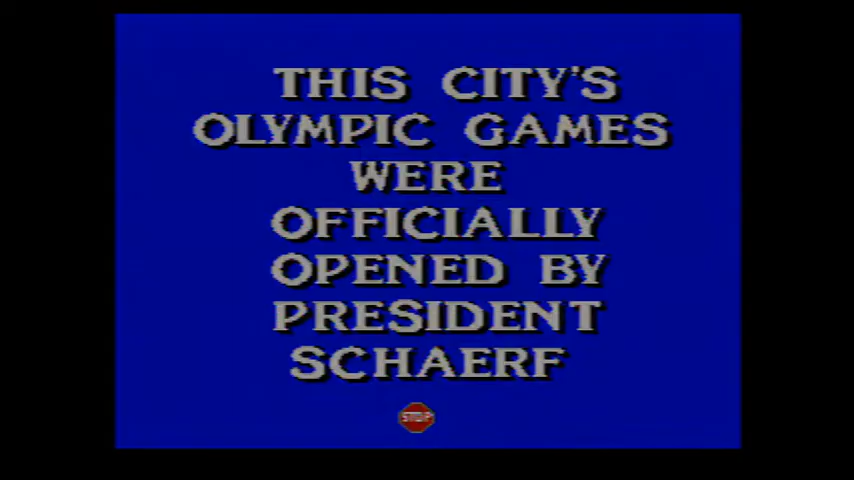 THIS CITY'S
OLYMPIC GAMES
WERE
OFFICIALLY
OPENED BY
PRESIDENT
SCHAERF
STOP